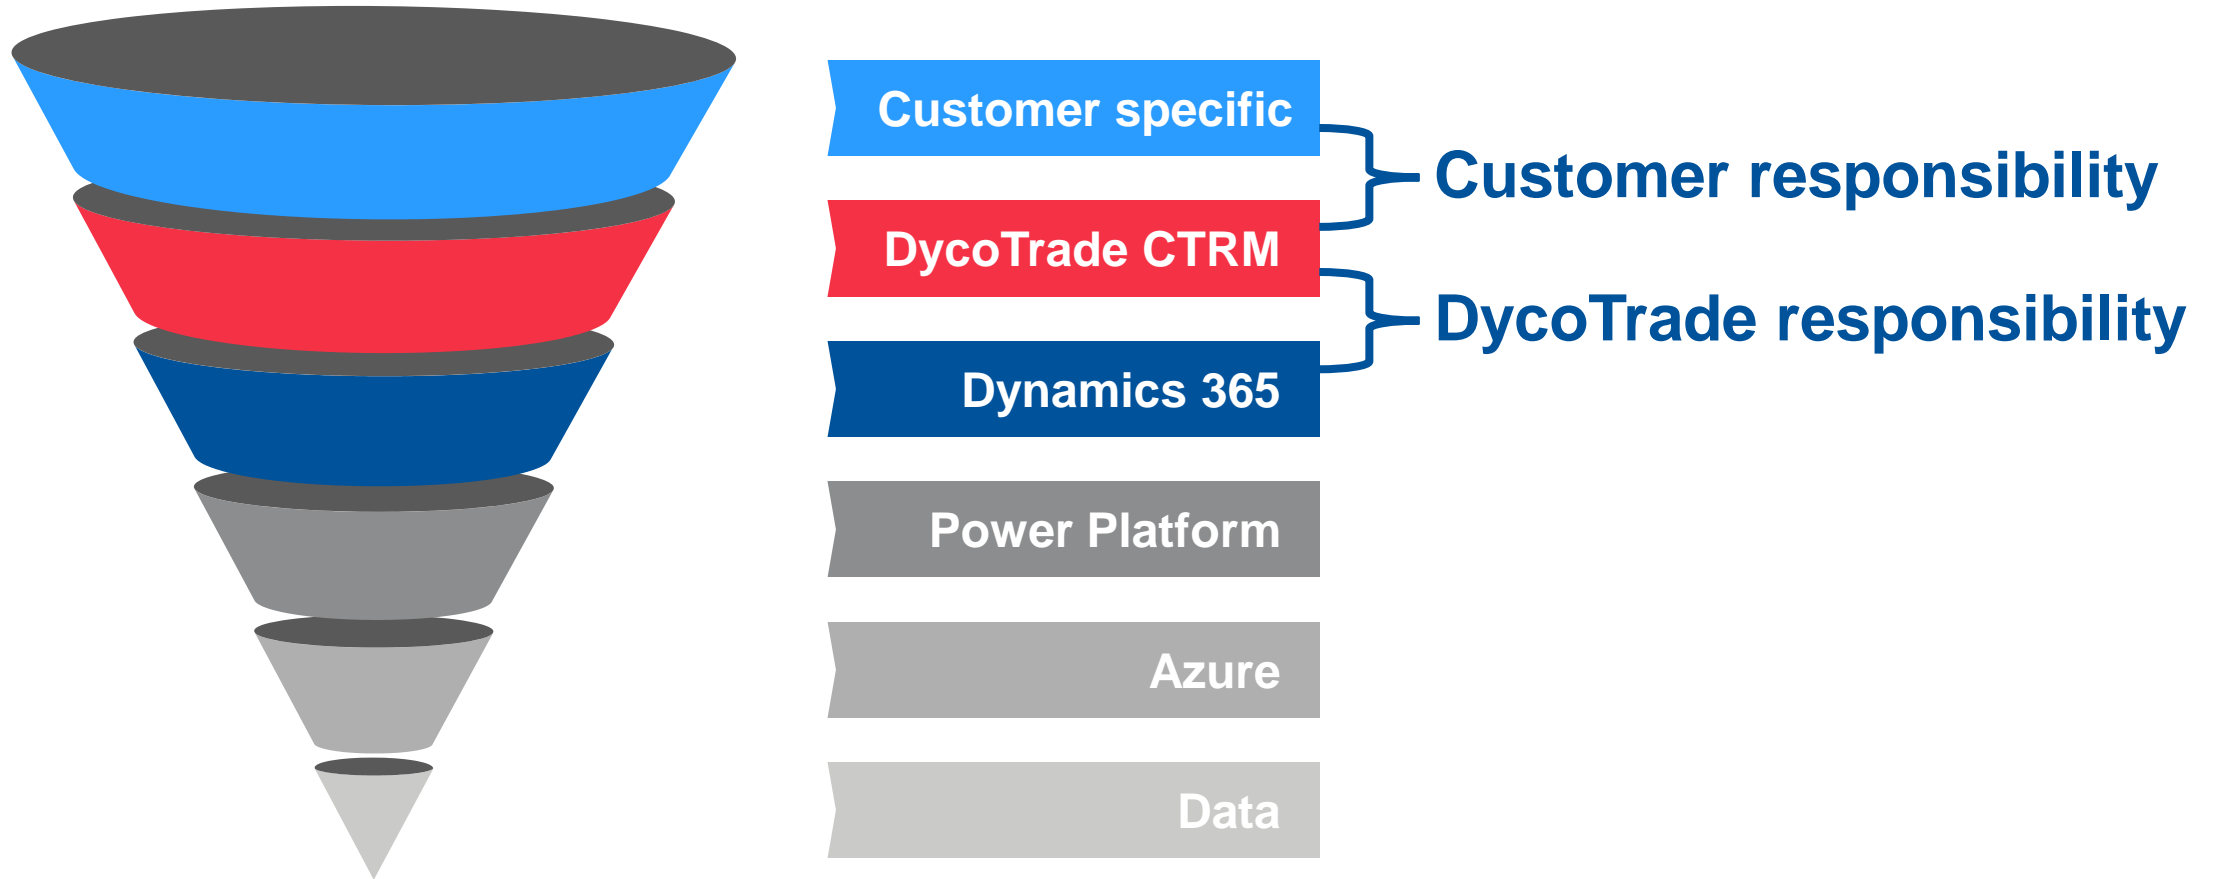 Customer specific
Customer responsibility
DycoTrade CTRM
DycoTrade responsibility
Dynamics 365
Power Platform
Azure
Data